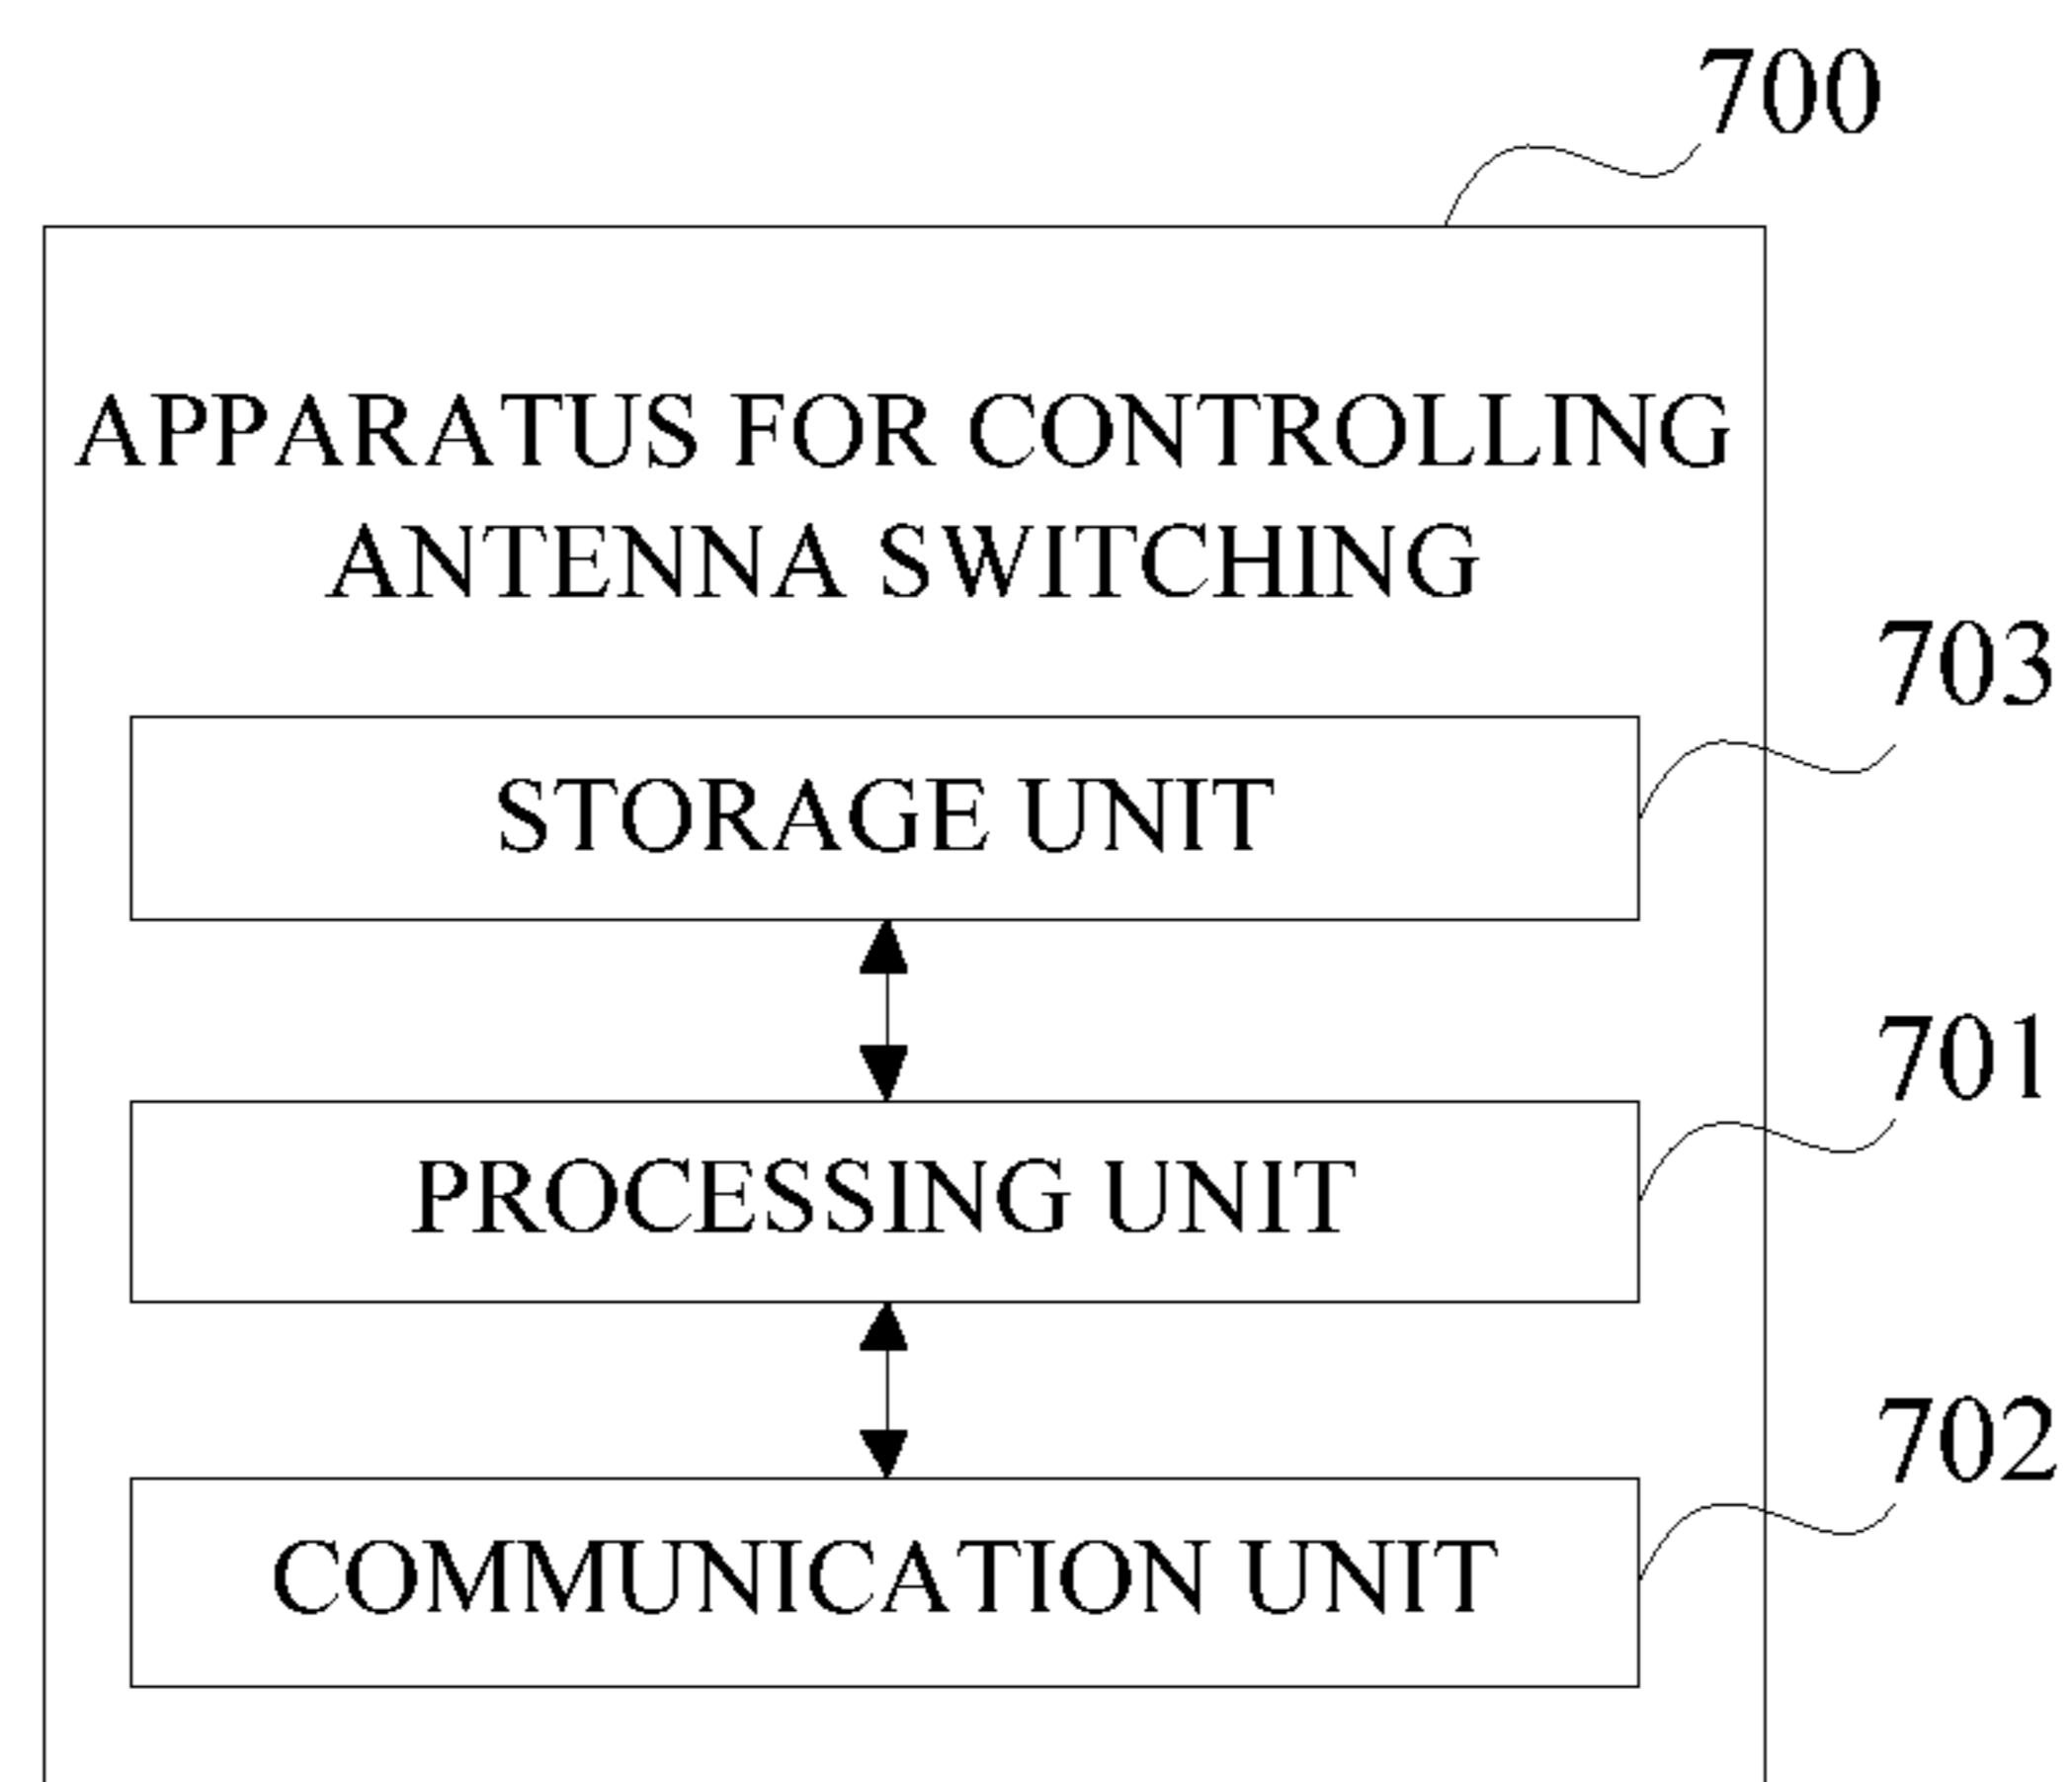 700
APPARATUS FOR CONTROLLING
ANTENNA SWITCHING
703
STORAGE UNIT
701
PROCESSING UNIT
702
COMMUNICATION UNIT